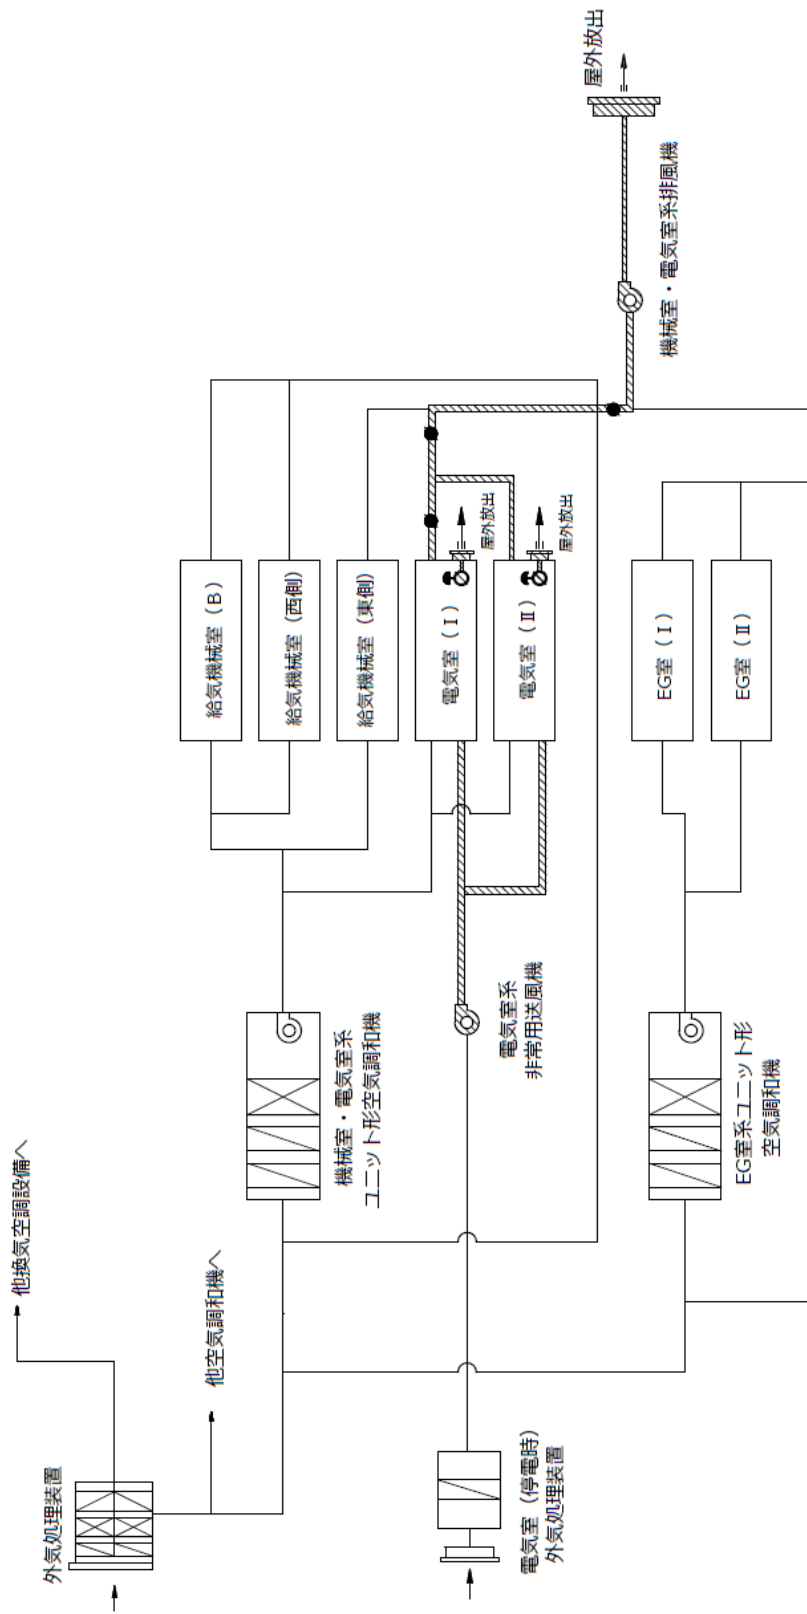 外気処理装置
他換気空調設備へ
他空気調和機へ
機械室・電気室系
ユニット形空気調和機
給気機械室（B）
給気機械室（西側）
給気機械室（東側）
電気室（Ⅰ）
屋外放出
電気室（Ⅱ）
屋外放出
電気室（停電時）
外気処理装置
電気室系
非常用送風機
機械室・電気室系排風機
屋外放出
EG室系ユニット形
空気調和機
EG室（Ⅰ）
EG室（Ⅱ）